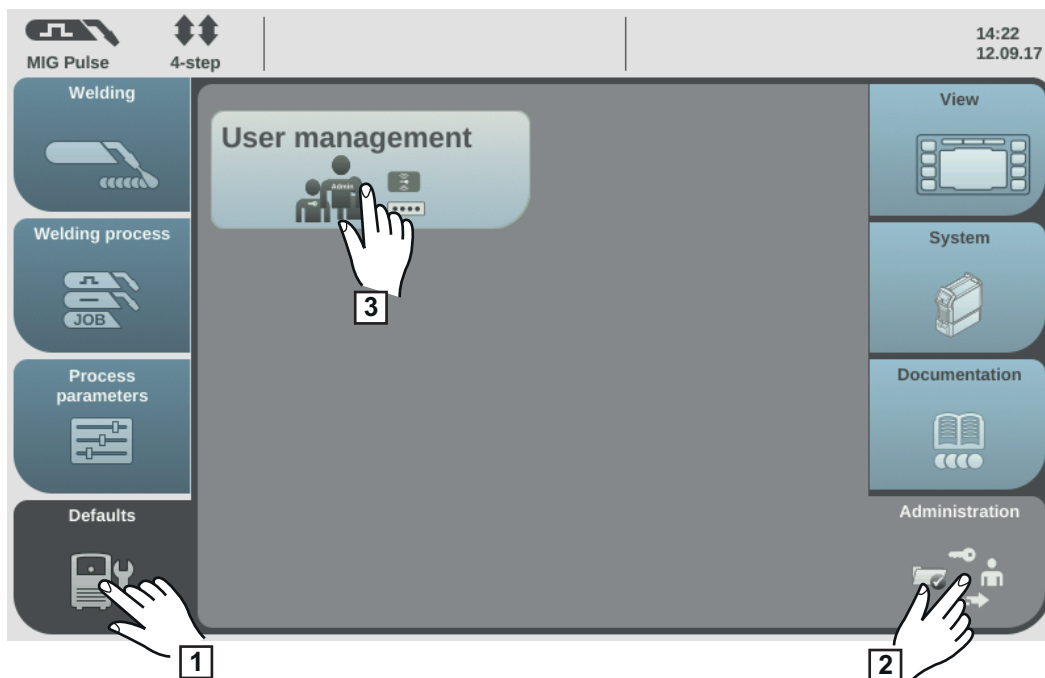 MIG Pulse
4-step
14:22
12.09.17
Welding
Welding process
JOB
Process
parameters
Defaults
User management
Admin
View
System
Documentation
Administration
1
2
3